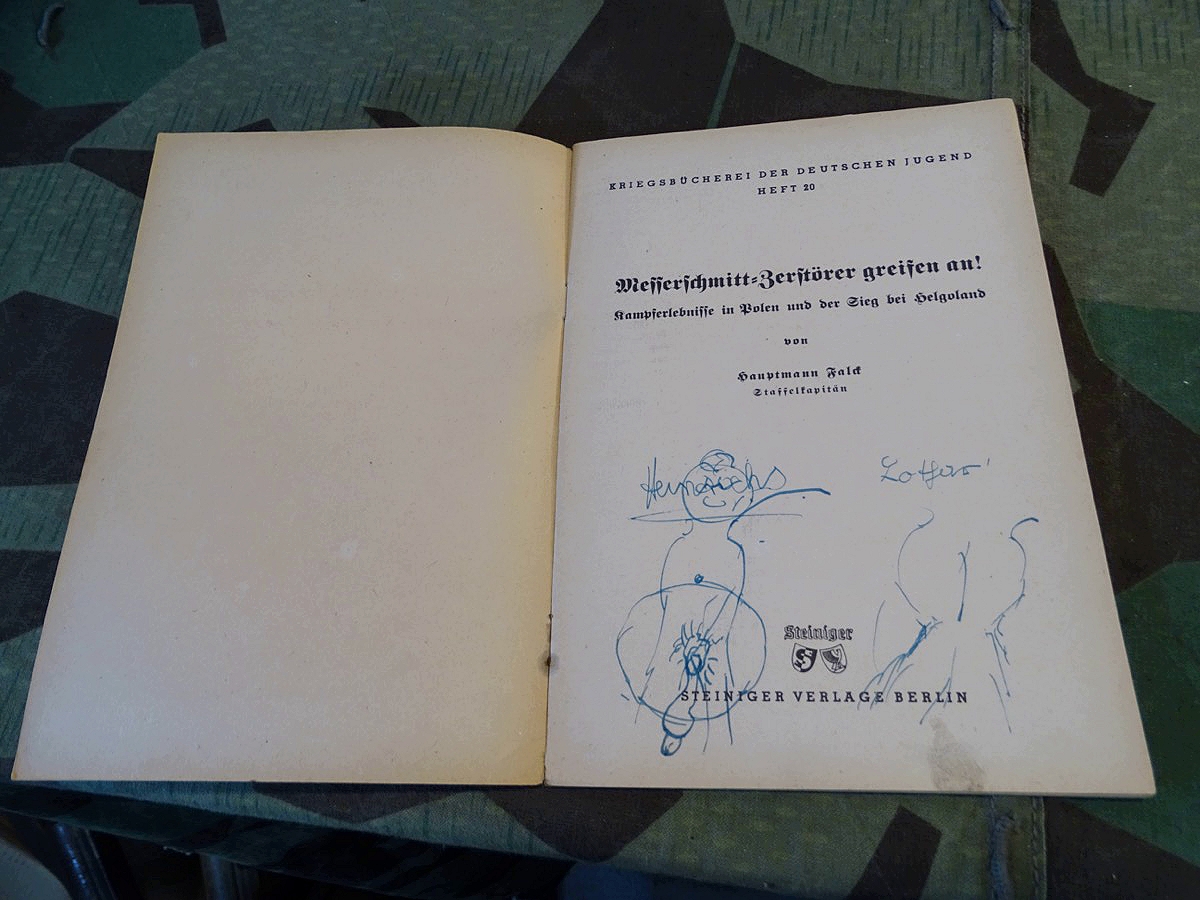 KRIEGSBÜCHEREI DER DEUTSCHEN JUGEND
HEFT 20
Messerschmitt-Zerstörer greifen an!
Kampferlebnisse in Polen und der Sieg bei Helgoland
von
Hauptmann Falck
Staffelkapitän
Steiniger
STEINIGER VERLAGE BERLIN